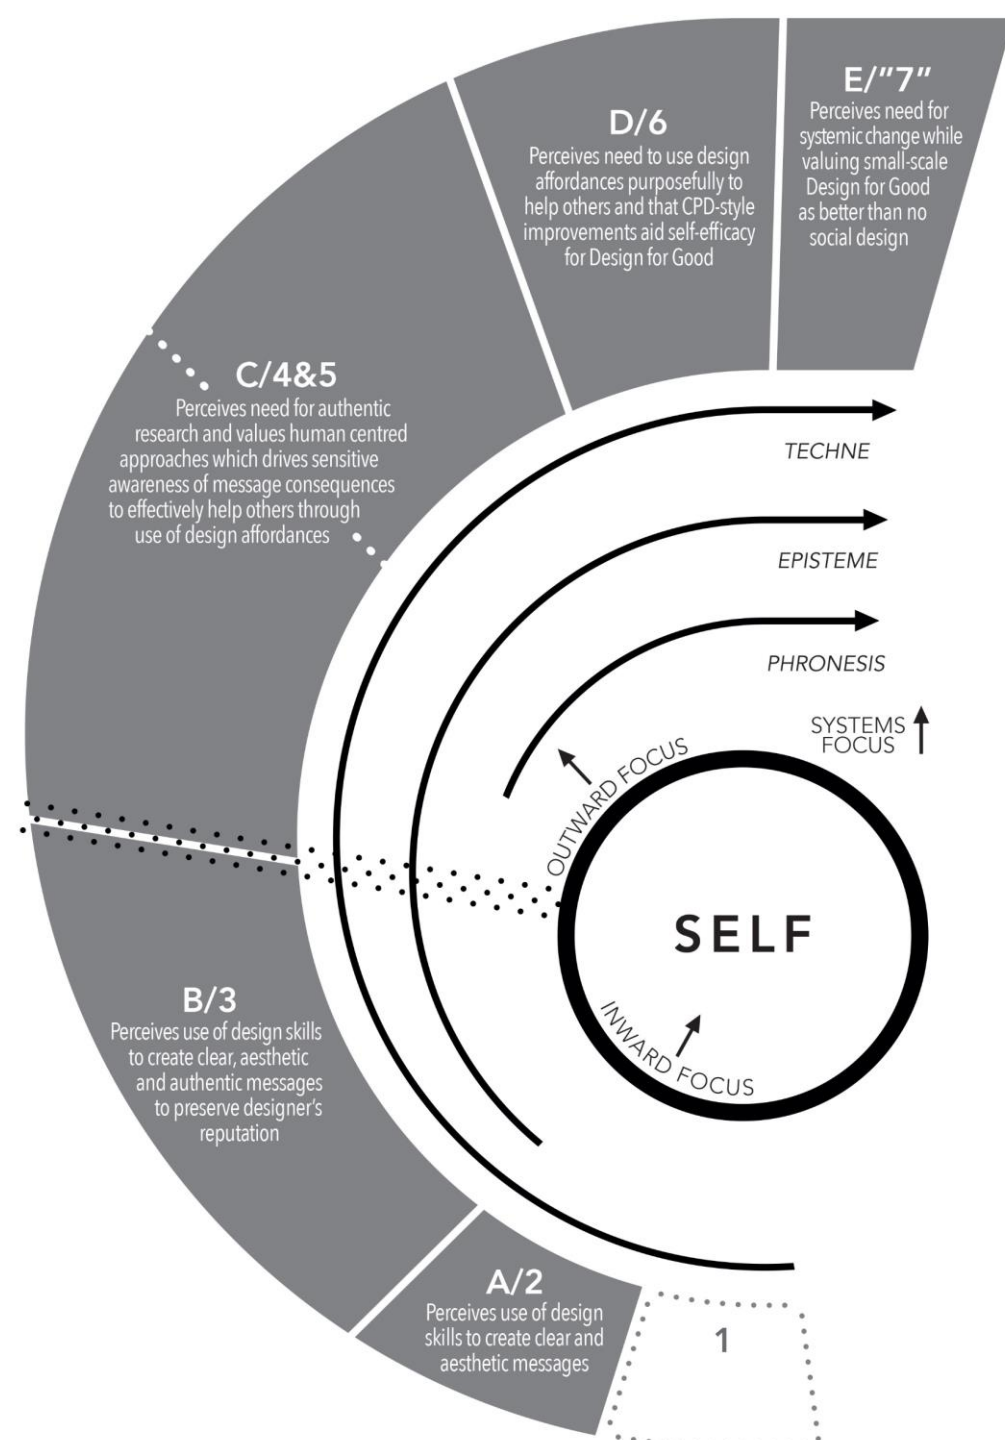 E/"7"
Perceives need for
systemic change while
valuing small-scale
Design for Good
as better than no
social design
D/6
Perceives need to use design
affordances purposefully to
help others and that CPD-style
improvements aid self-efficacy
for Design for Good
C/4&5
Perceives need for authentic
research and values human centred
approaches which drives sensitive
awareness of message consequences
to effectively help others through
use of design affordances
TECHNE
EPISTEME
PHRONESIS
SYSTEMS
FOCUS
OUTWARD FOCUS
SELF
INWARD FOCUS
B/3
Perceives use of design skills
to create clear, aesthetic
and authentic messages
to preserve designer's
reputation
A/2
Perceives use of design
skills to create clear and
aesthetic messages
1